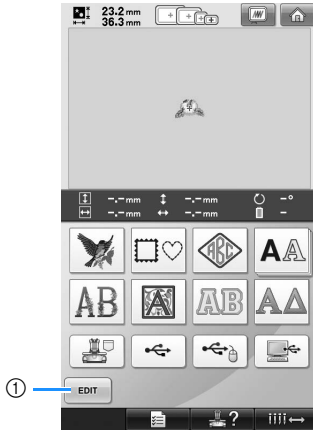 23.2 mm
36.3 mm
-.- mm -.- mm -°
-.- mm -.- mm -
ABC AA
AB A AB AA
① EDIT
?